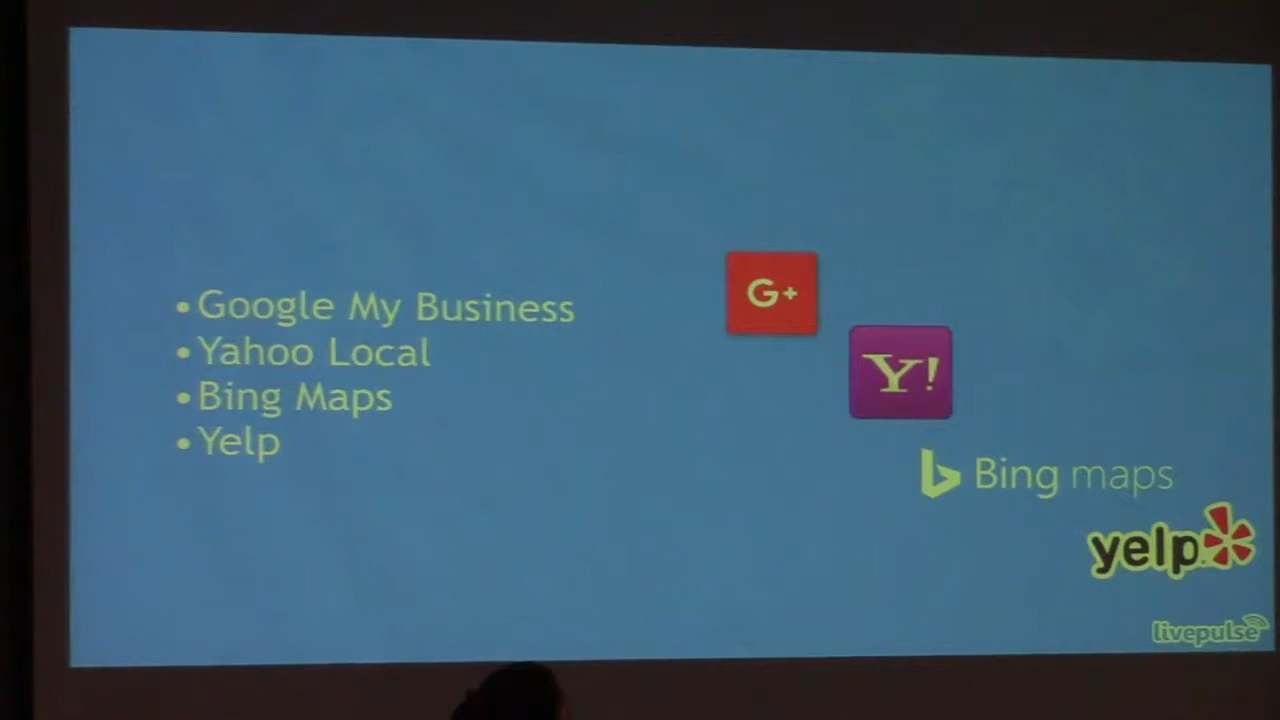 • Google My Business
• Yahoo Local
• Bing Maps
• Yelp
G+
Y!
Bing maps
yelp
livepulse